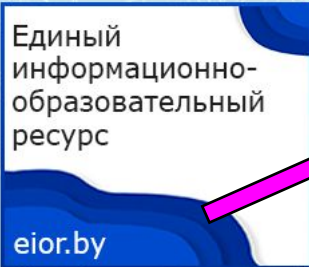 Единый
информационно-
образовательный
ресурс
eior.by